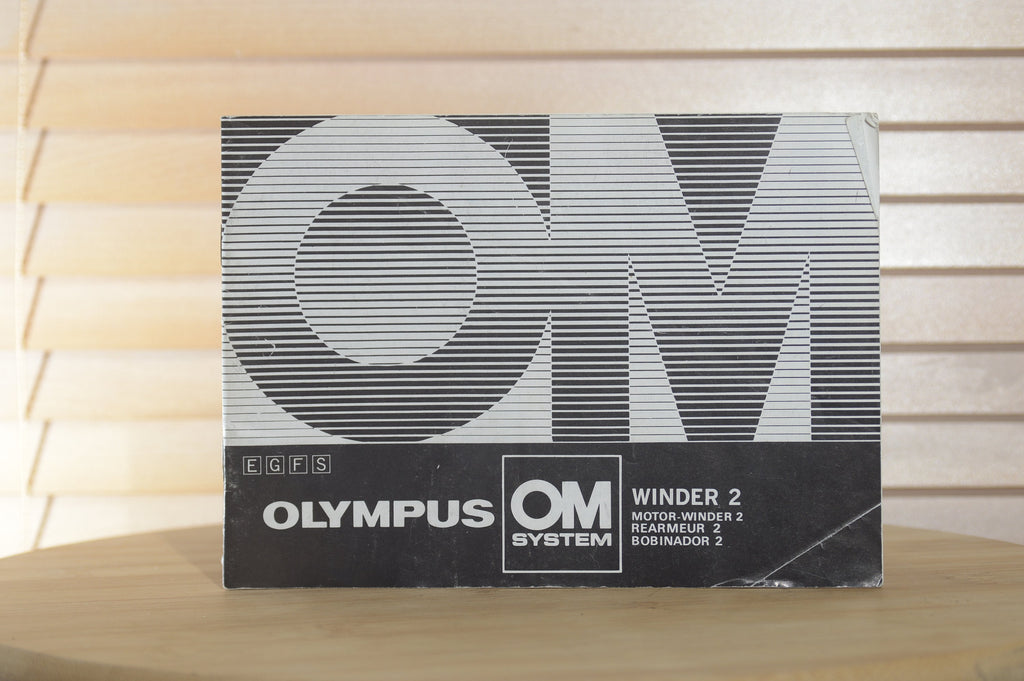 OM
E G F S
OLYMPUS
OM
SYSTEM
WINDER 2
MOTOR-WINDER 2
REARMEUR 2
BOBINADOR 2